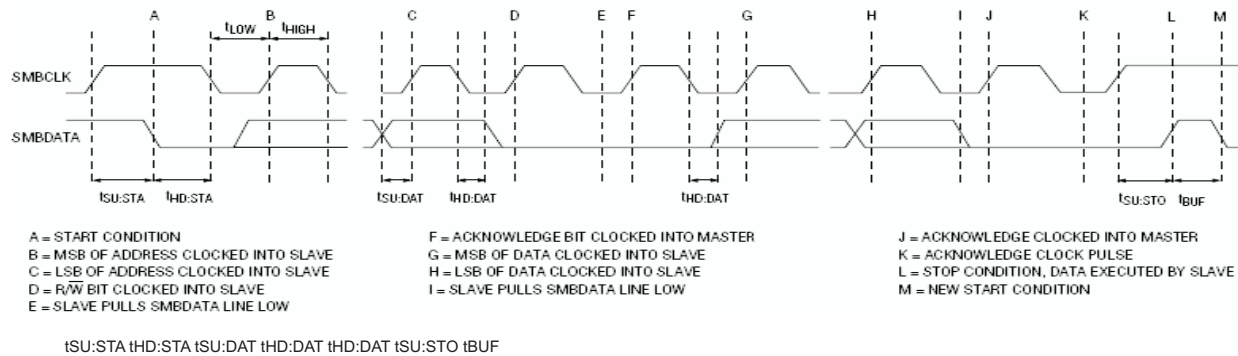 A B C D E F G H I J K L M
tLOW tHIGH
SMBCLK
SMBDATA
tSU:STA tHD:STA tSU:DAT tHD:DAT tHD:DAT tSU:STO tBUF
A = START CONDITION
B = MSB OF ADDRESS CLOCKED INTO SLAVE
C = LSB OF ADDRESS CLOCKED INTO SLAVE
D = R/W̅ BIT CLOCKED INTO SLAVE
E = SLAVE PULLS SMBDATA LINE LOW
F = ACKNOWLEDGE BIT CLOCKED INTO MASTER
G = MSB OF DATA CLOCKED INTO SLAVE
H = LSB OF DATA CLOCKED INTO SLAVE
I = SLAVE PULLS SMBDATA LINE LOW
J = ACKNOWLEDGE CLOCKED INTO MASTER
K = ACKNOWLEDGE CLOCK PULSE
L = STOP CONDITION, DATA EXECUTED BY SLAVE
M = NEW START CONDITION
tSU:STA tHD:STA tSU:DAT tHD:DAT tHD:DAT tSU:STO tBUF